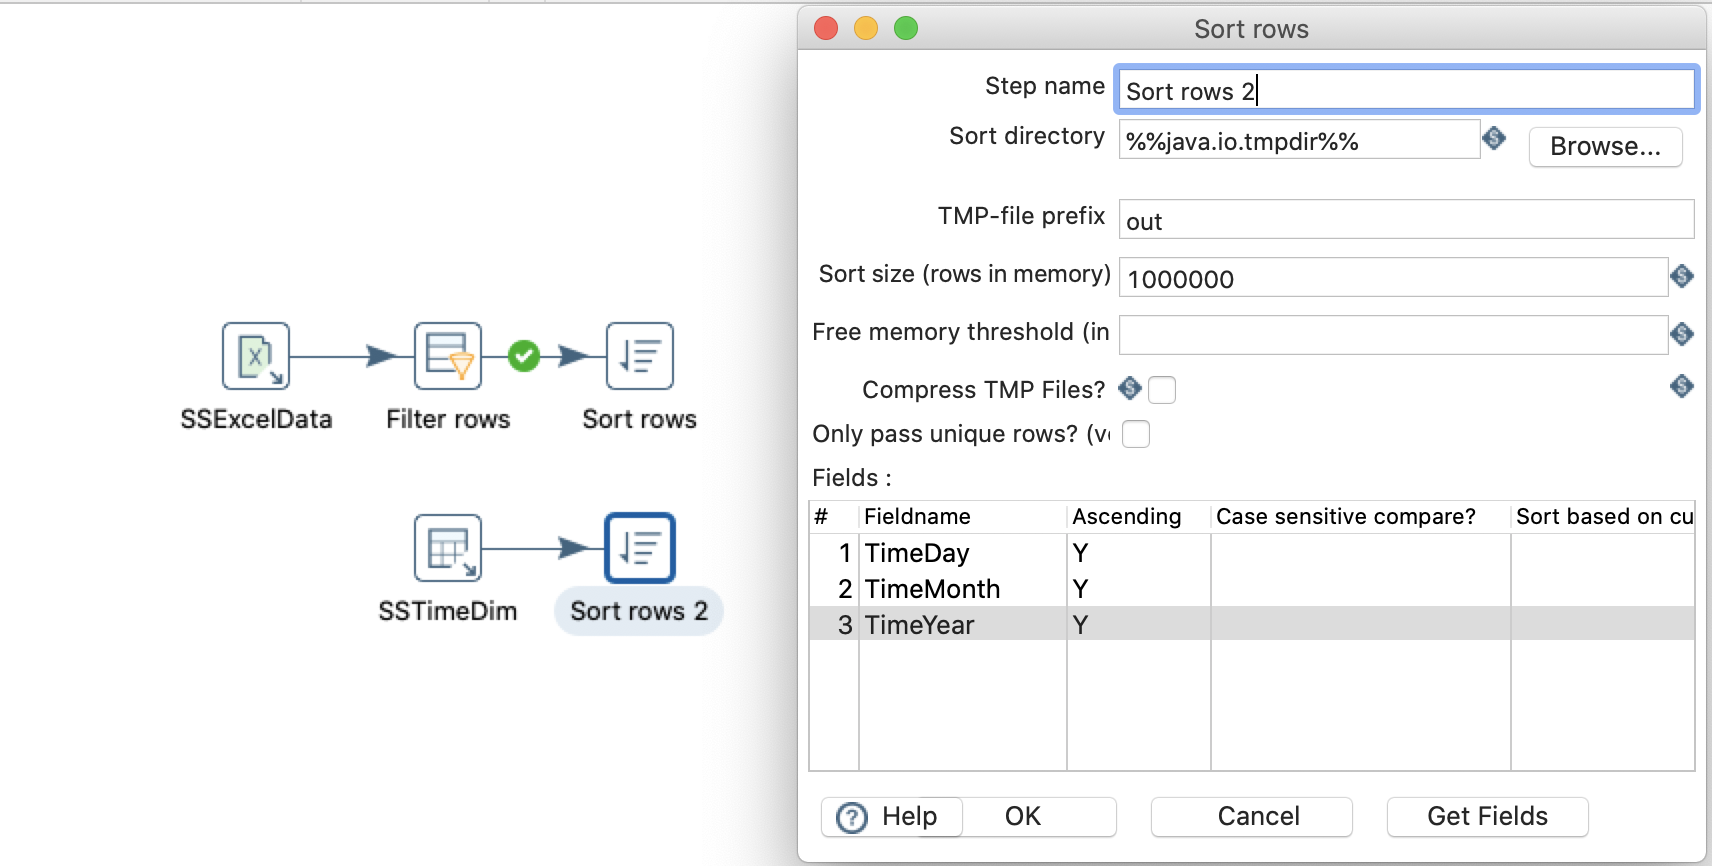 SSExcelData
Filter rows
Sort rows
SSTimeDim
Sort rows 2
Sort rows
Step name
Sort rows 2
Sort directory
%%java.io.tmpdir%%
Browse...
TMP-file prefix
out
Sort size (rows in memory)
1000000
Free memory threshold (in
Compress TMP Files?
Only pass unique rows? (v
Fields :
# Fieldname Ascending Case sensitive compare? Sort based on cu
1 TimeDay Y
2 TimeMonth Y
3 TimeYear Y
Help
OK
Cancel
Get Fields